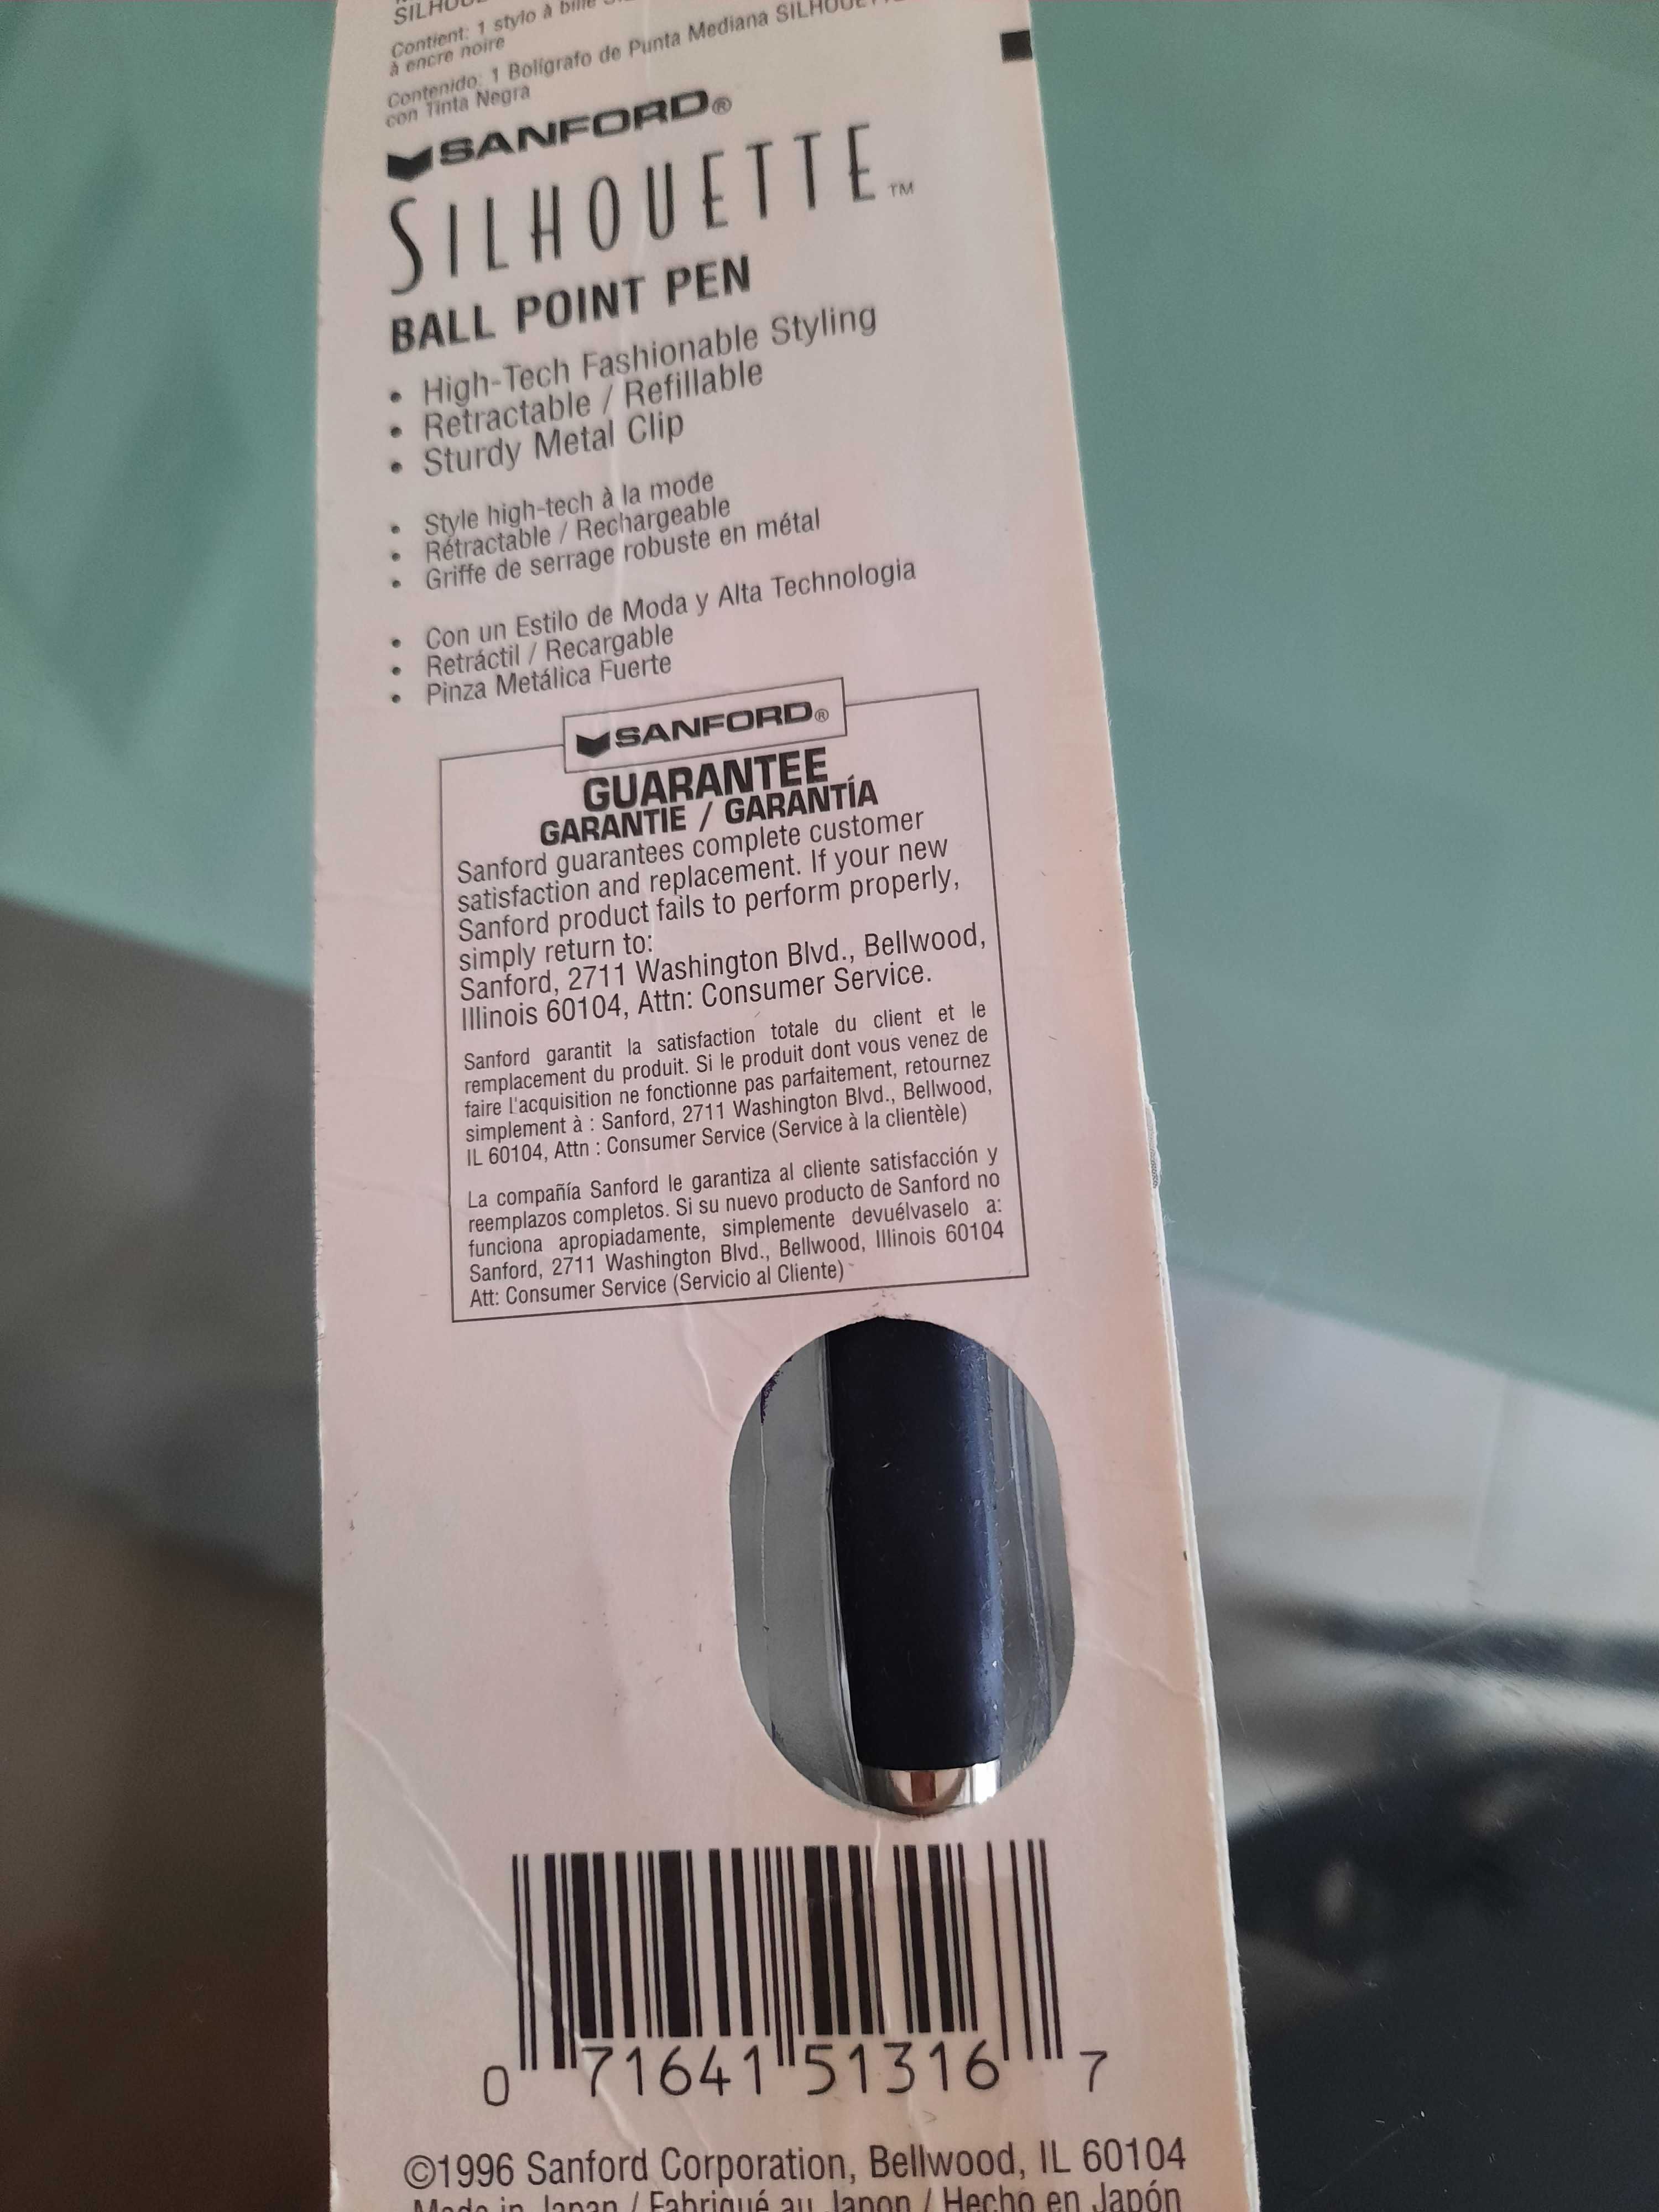 Contient: 1 stylo à bille
à encre noire
Contenido: 1 Bolígrafo de Punta Mediana
con Tinta Negra
SANFORD®
SILHOUETTE™
BALL POINT PEN
• High-Tech Fashionable Styling
• Retractable / Refillable
• Sturdy Metal Clip
• Style high-tech à la mode
• Rétractable / Rechargeable
• Griffe de serrage robuste en métal
• Con un Estilo de Moda y Alta Technologia
• Retráctil / Recargable
• Pinza Metálica Fuerte
SANFORD®
GUARANTEE
GARANTIE / GARANTÍA
Sanford guarantees complete customer
satisfaction and replacement. If your new
Sanford product fails to perform properly,
simply return to:
Sanford, 2711 Washington Blvd., Bellwood,
Illinois 60104, Attn: Consumer Service.
Sanford garantit la satisfaction totale du client et le
remplacement du produit. Si le produit dont vous venez de
faire l'acquisition ne fonctionne pas parfaitement, retournez
simplement à : Sanford, 2711 Washington Blvd., Bellwood,
IL 60104, Attn : Consumer Service (Service à la clientèle)
La compañía Sanford le garantiza al cliente satisfacción y
reemplazos completos. Si su nuevo producto de Sanford no
funciona apropiadamente, simplemente devuélvaselo a:
Sanford, 2711 Washington Blvd., Bellwood, Illinois 60104
Att: Consumer Service (Servicio al Cliente)
0 71641 51316 7
©1996 Sanford Corporation, Bellwood, IL 60104
Made in Japan / Fabriqué au Japon / Hecho en Japón